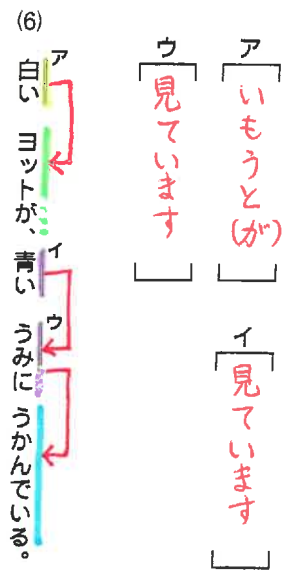 ア
いもうと(が)
イ
見ています
ウ
見ています
(6)
ア イ ウ
白い ヨットが、青い うみに うかんでいる。